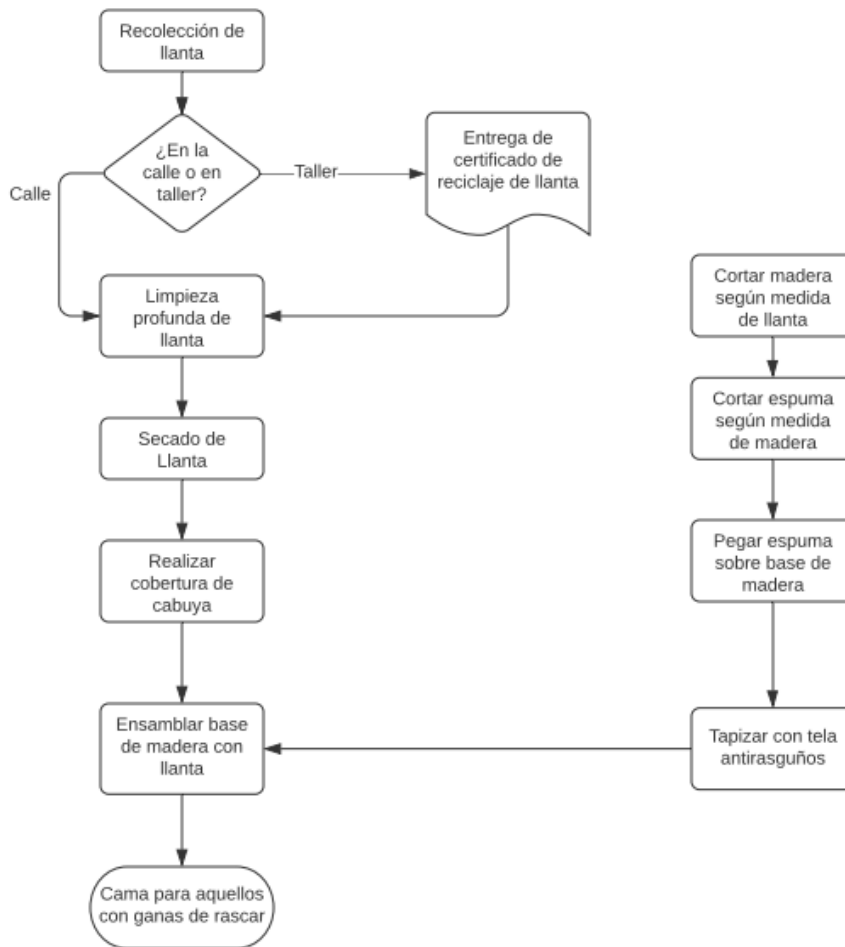 Recolección de
llanta
¿En la
calle o en
taller?
Calle
Taller
Entrega de
certificado de
reciclaje de llanta
Limpieza
profunda de
llanta
Secado de
Llanta
Realizar
cobertura de
cabuya
Ensamblar base
de madera con
llanta
Cama para aquellos
con ganas de rascar
Cortar madera
según medida
de llanta
Cortar espuma
según medida
de madera
Pegar espuma
sobre base de
madera
Tapizar con tela
antirasguños